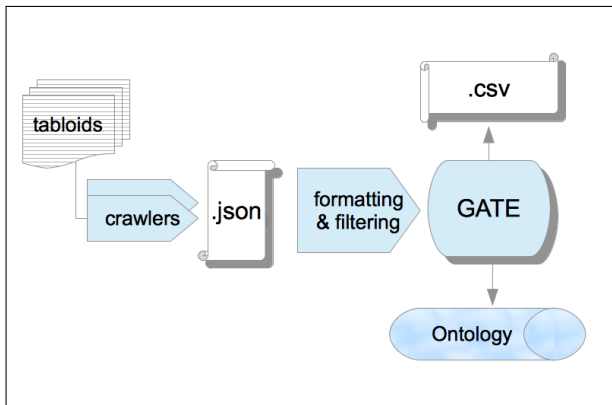 tabloids
crawlers
.json
formatting
& filtering
GATE
.csv
Ontology